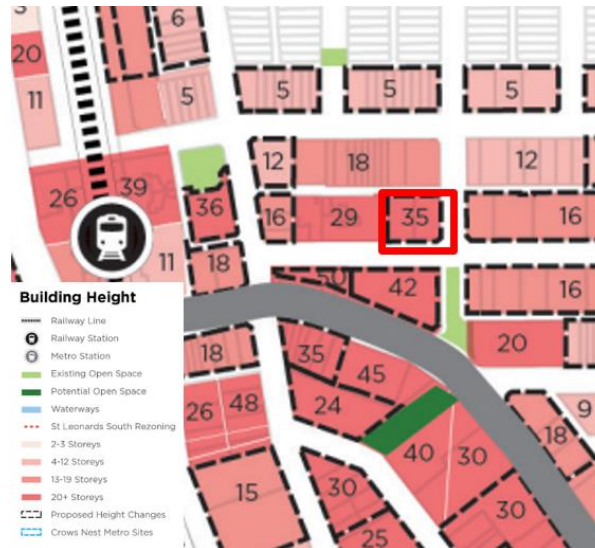 3
6
20
11
5
5
5
5
12
18
12
26
39
36
16
29
35
16
11
18
42
16
Building Height
Railway Line
Railway Station
Metro Station
Existing Open Space
Potential Open Space
Waterways
St Leonards South Rezoning
2-3 Storeys
4-12 Storeys
13-19 Storeys
20+ Storeys
Proposed Height Changes
Crows Nest Metro Sites
18
35
45
20
26
48
24
40
30
9
18
15
30
30
25